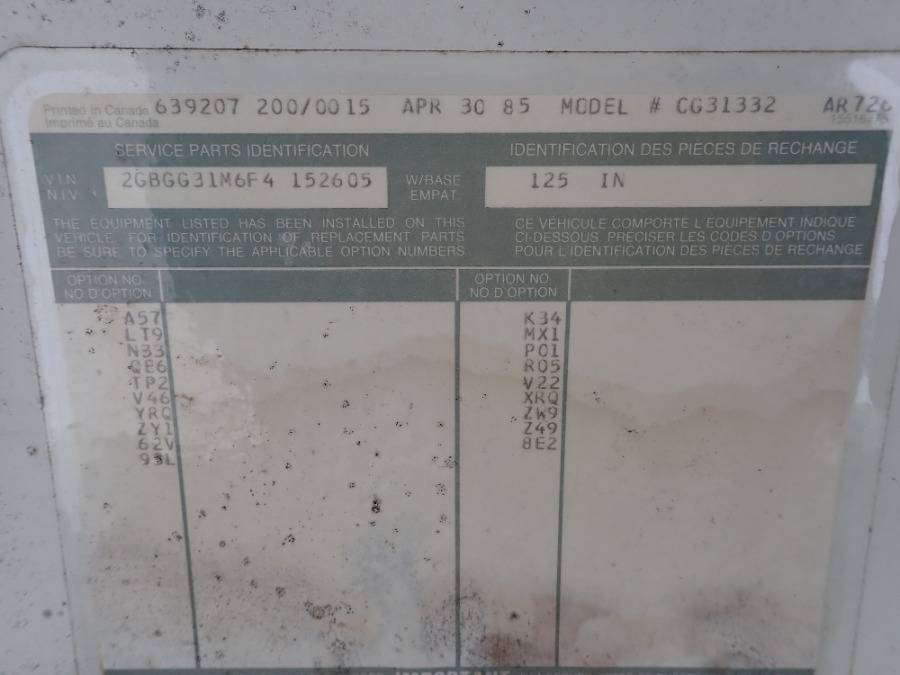 Printed in Canada 639207 200/0015 APR 30 85 MODEL # CG31332 AR
Imprimé au Canada
SERVICE PARTS IDENTIFICATION IDENTIFICATION DES PIECES DE RECHANGE
V.I.N. 2GBGG31M6F4 152605 W/BASE 125 IN
N.I.V. EMPAT.
THE EQUIPMENT LISTED HAS BEEN INSTALLED ON THIS CE VÉHICULE COMPORTE L EQUIPEMENT INDIQUE
VEHICLE. FOR IDENTIFICATION OF REPLACEMENT PARTS CI-DESSOUS PRECISER LES CODES D OPTIONS
BE SURE TO SPECIFY THE APPLICABLE OPTION NUMBERS POUR L IDENTIFICATION DES PIECES DE RECHANGE
OPTION NO. OPTION NO.
NO D'OPTION NO D'OPTION
A57 K34
LT9 MX1
N33 P01
QE6 R05
TP2 V22
V46 XRQ
YRQ ZW9
ZY1 Z49
62V 8E2
93L
IMPORTANT